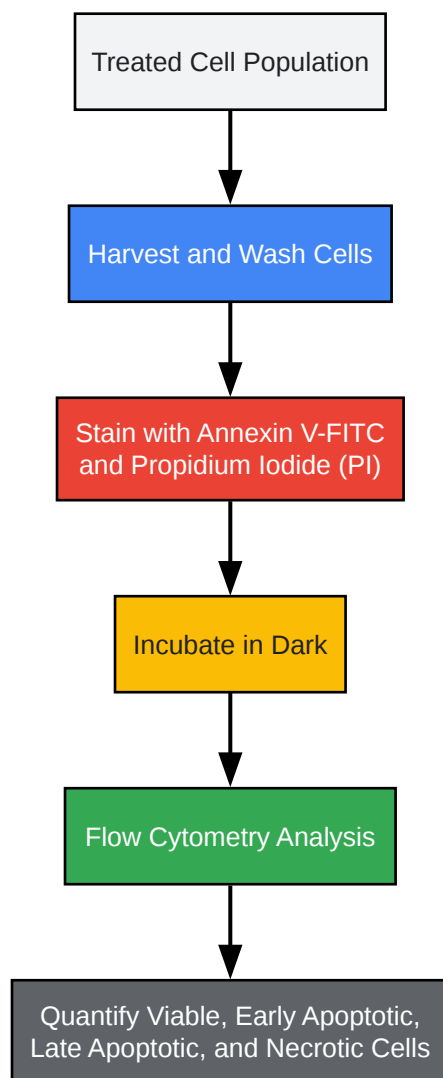 Treated Cell Population
Harvest and Wash Cells
Stain with Annexin V-FITC
and Propidium Iodide (PI)
Incubate in Dark
Flow Cytometry Analysis
Quantify Viable, Early Apoptotic,
Late Apoptotic, and Necrotic Cells